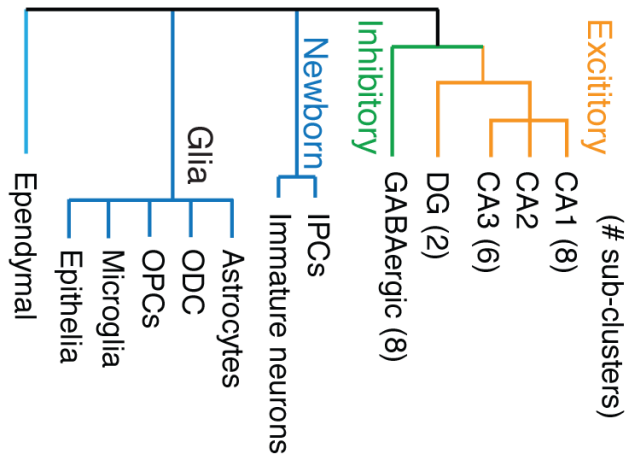 Excititory
(# sub-clusters)
CA1 (8)
CA2
CA3 (6)
DG (2)
Inhibitory
GABAergic (8)
Newborn
IPCs
Immature neurons
Glia
Astrocytes
ODC
OPCs
Microglia
Epithelia
Ependymal